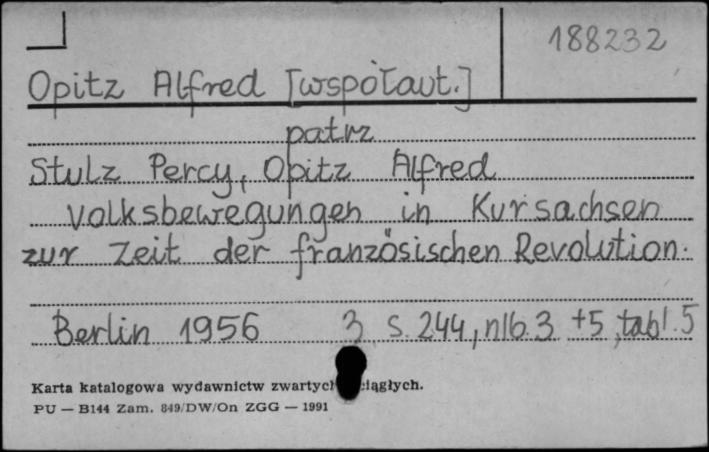 188232
Opitz Alfred [współaut.]
patrz
Stulz Percy, Opitz Alfred
Volksbewegungen in Kursachsen
zur Zeit der französischen Revolution.
Berlin 1956 3 s. 244, nlb. 3 +5, tabl. 5
Karta katalogowa wydawnictw zwartych ciągłych.
PU — B144 Zam. 849/DW/On ZGG — 1991